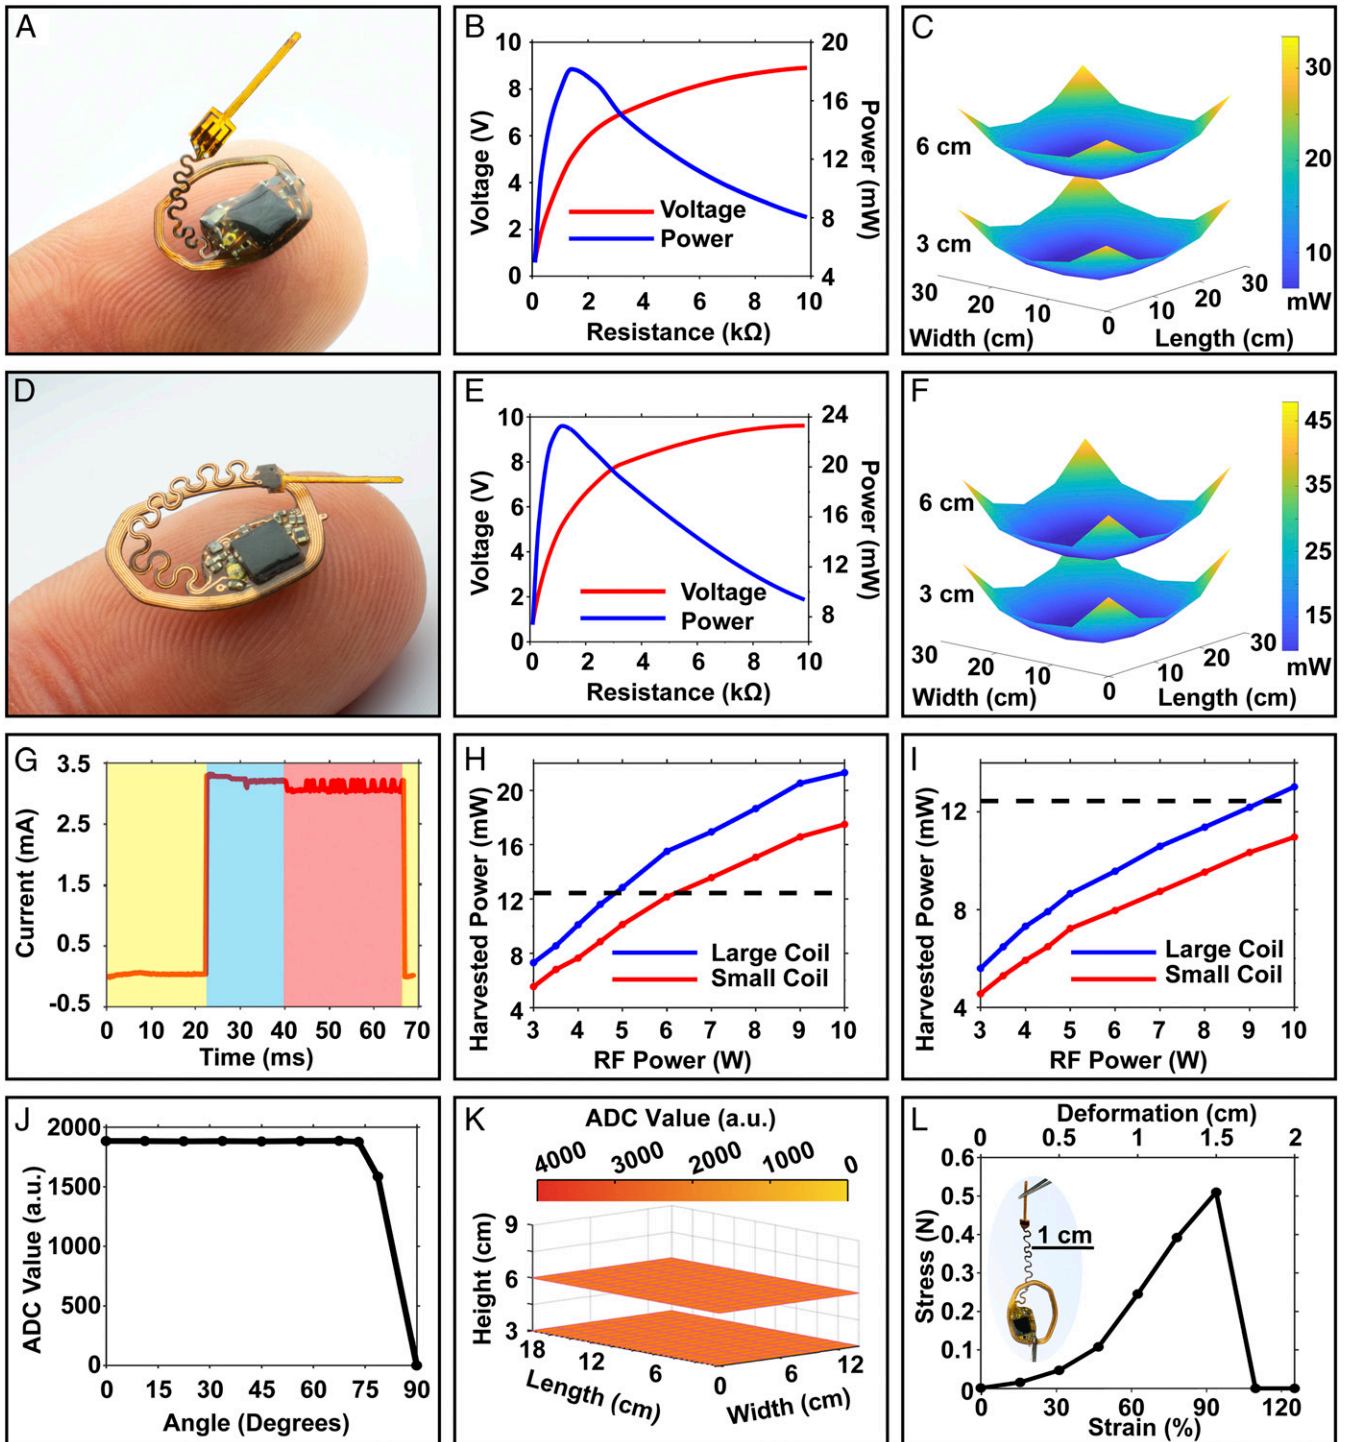 A
B
10
8
6
4
2
0
Voltage (V)
20
16
12
8
4
Power (mW)
Voltage
Power
0 2 4 6 8 10
Resistance (kΩ)
C
6 cm
3 cm
30
20
10
0
Width (cm)
10
20
30
Length (cm)
30
20
10
mW
D
E
10
8
6
4
2
0
Voltage (V)
24
20
16
12
8
Power (mW)
Voltage
Power
0 2 4 6 8 10
Resistance (kΩ)
F
6 cm
3 cm
30
20
10
0
Width (cm)
10
20
30
Length (cm)
45
35
25
15
mW
G
3.5
2.5
1.5
0.5
-0.5
Current (mA)
0 10 20 30 40 50 60 70
Time (ms)
H
20
16
12
8
4
Harvested Power (mW)
Large Coil
Small Coil
3 4 5 6 7 8 9 10
RF Power (W)
I
12
8
4
Harvested Power (mW)
Large Coil
Small Coil
3 4 5 6 7 8 9 10
RF Power (W)
J
2000
1500
1000
500
0
ADC Value (a.u.)
0 15 30 45 60 75 90
Angle (Degrees)
K
ADC Value (a.u.)
4000 3000 2000 1000 0
9
6
3
Height (cm)
18
12
6
0
Length (cm)
6
12
Width (cm)
L
Deformation (cm)
0 0.5 1 1.5 2
0.6
0.5
0.4
0.3
0.2
0.1
0
Stress (N)
1 cm
0 30 60 90 120
Strain (%)